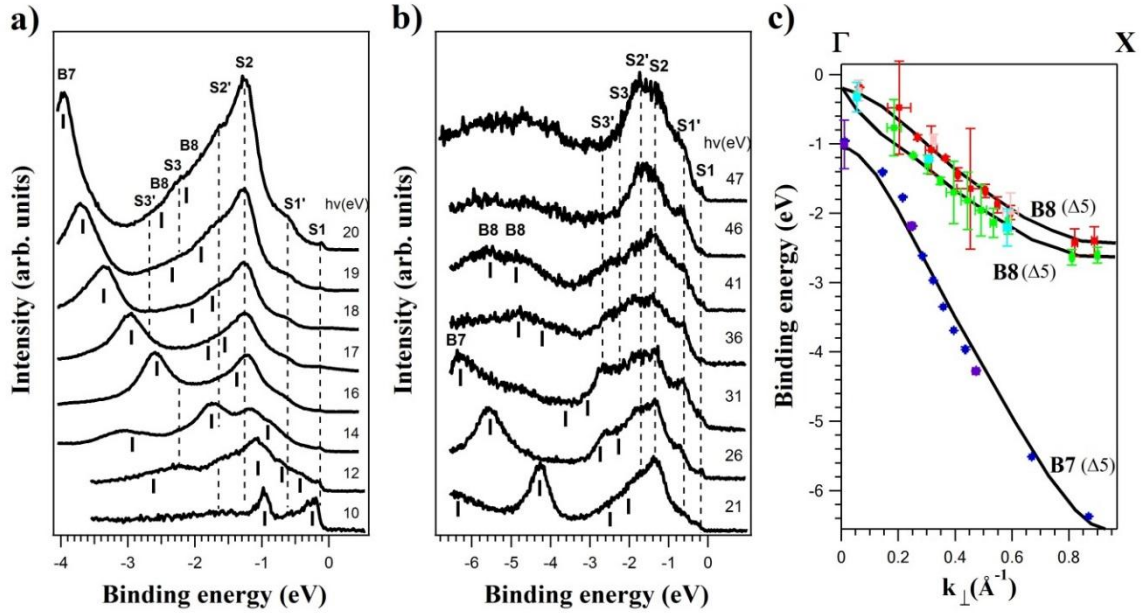 a)
B7
S2
S2'
B8
S3
B8
S3'
S1'
S1
hν(eV)
20
19
18
17
16
14
12
10
Intensity (arb. units)
-4
-3
-2
-1
0
Binding energy (eV)
b)
S2'
S2
S3
S3'
S1'
S1
hν(eV)
47
46
B8 B8
41
36
B7
31
26
21
Intensity (arb. units)
-6
-5
-4
-3
-2
-1
0
Binding energy (eV)
c)
Γ
X
0
-1
-2
-3
-4
-5
-6
B8 (Δ5)
B8 (Δ5)
B7 (Δ5)
Binding energy (eV)
0.0
0.2
0.4
0.6
0.8
k⊥(Å⁻¹)